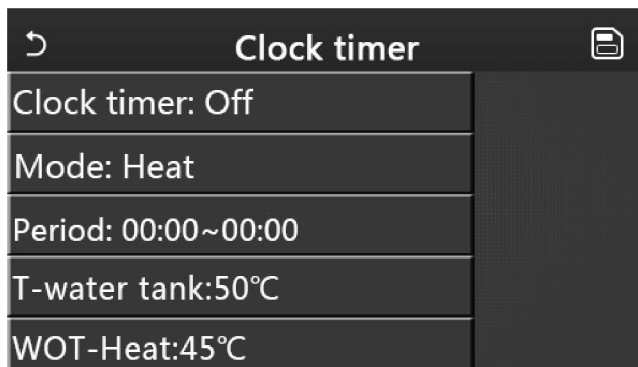 Clock timer
Clock timer: Off
Mode: Heat
Period: 00:00~00:00
T-water tank:50℃
WOT-Heat:45℃